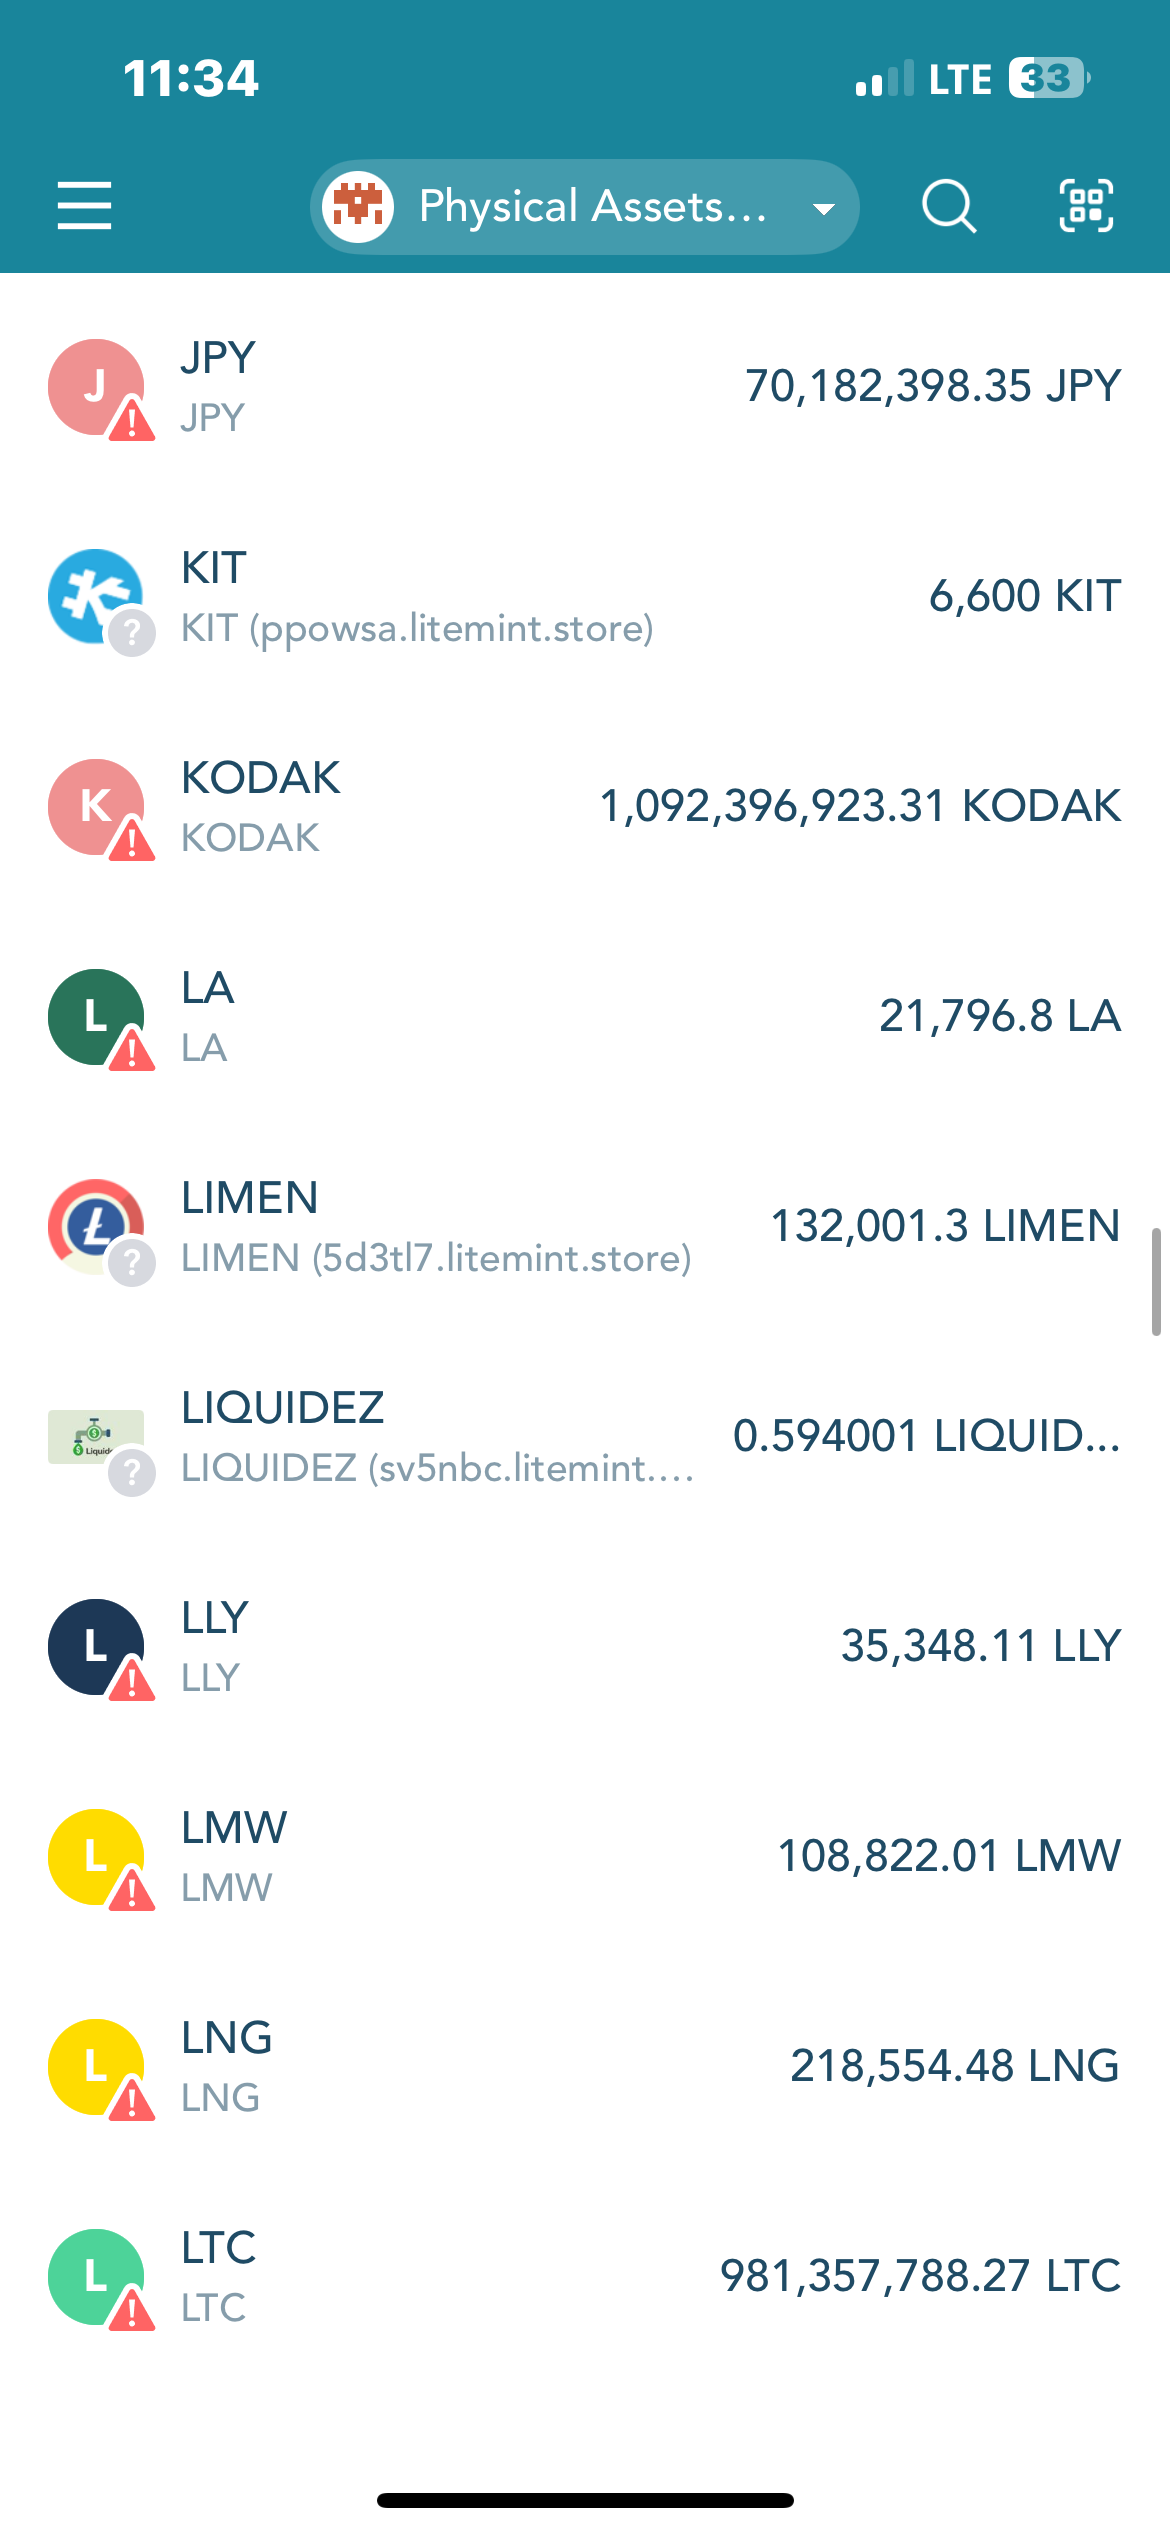 11:34
LTE 33
Physical Assets...
J
JPY
JPY
70,182,398.35 JPY
KIT
KIT (ppowsa.litemint.store)
6,600 KIT
?
K
KODAK
KODAK
1,092,396,923.31 KODAK
L
LA
LA
21,796.8 LA
LIMEN
LIMEN (5d3tl7.litemint.store)
132,001.3 LIMEN
?
LIQUIDEZ
LIQUIDEZ (sv5nbc.litemint....
0.594001 LIQUID...
?
L
LLY
LLY
35,348.11 LLY
L
LMW
LMW
108,822.01 LMW
L
LNG
LNG
218,554.48 LNG
L
LTC
LTC
981,357,788.27 LTC